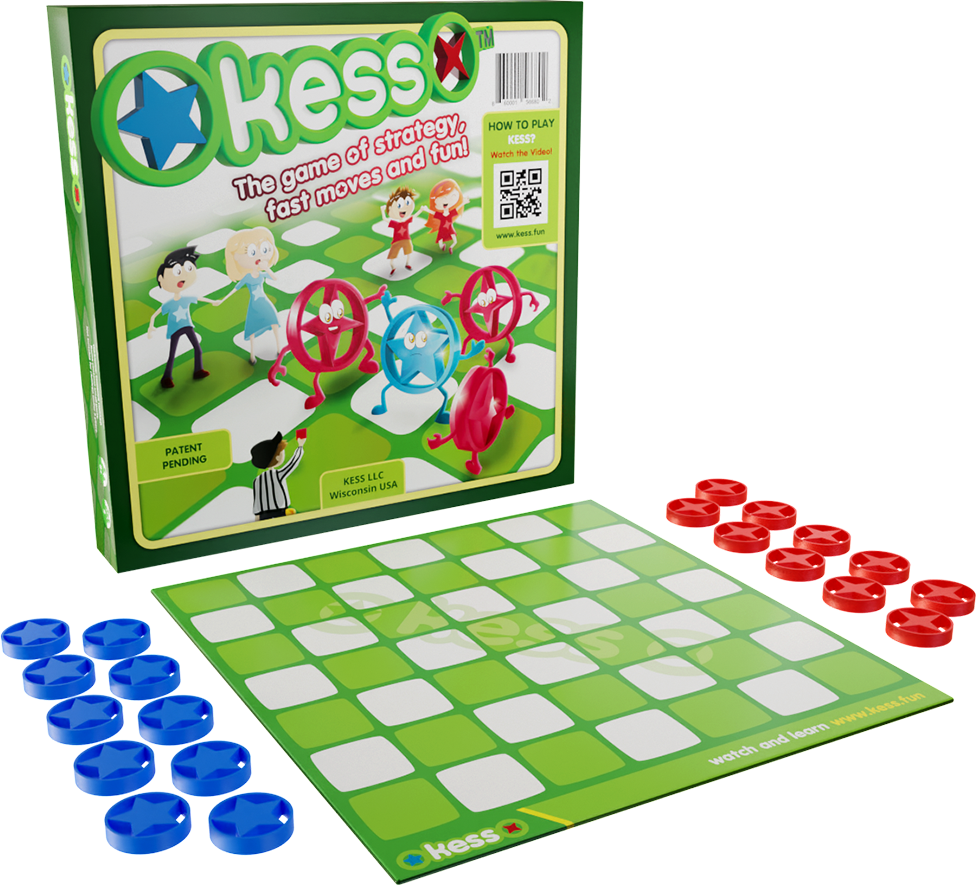 kess
TM
HOW TO PLAY
KESS?
Watch the Video!
www.kess.fun
The game of strategy,
fast moves and fun!
PATENT
PENDING
KESS LLC
Wisconsin USA
kess
kess
watch and learn www.kess.fun
kess